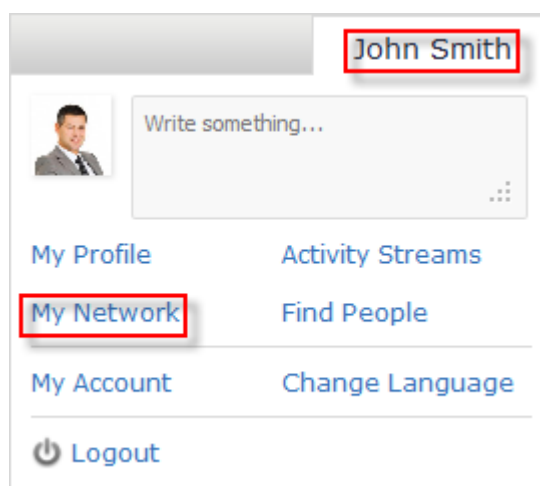 John Smith
Write something...
My Profile Activity Streams
My Network Find People
My Account Change Language
Logout